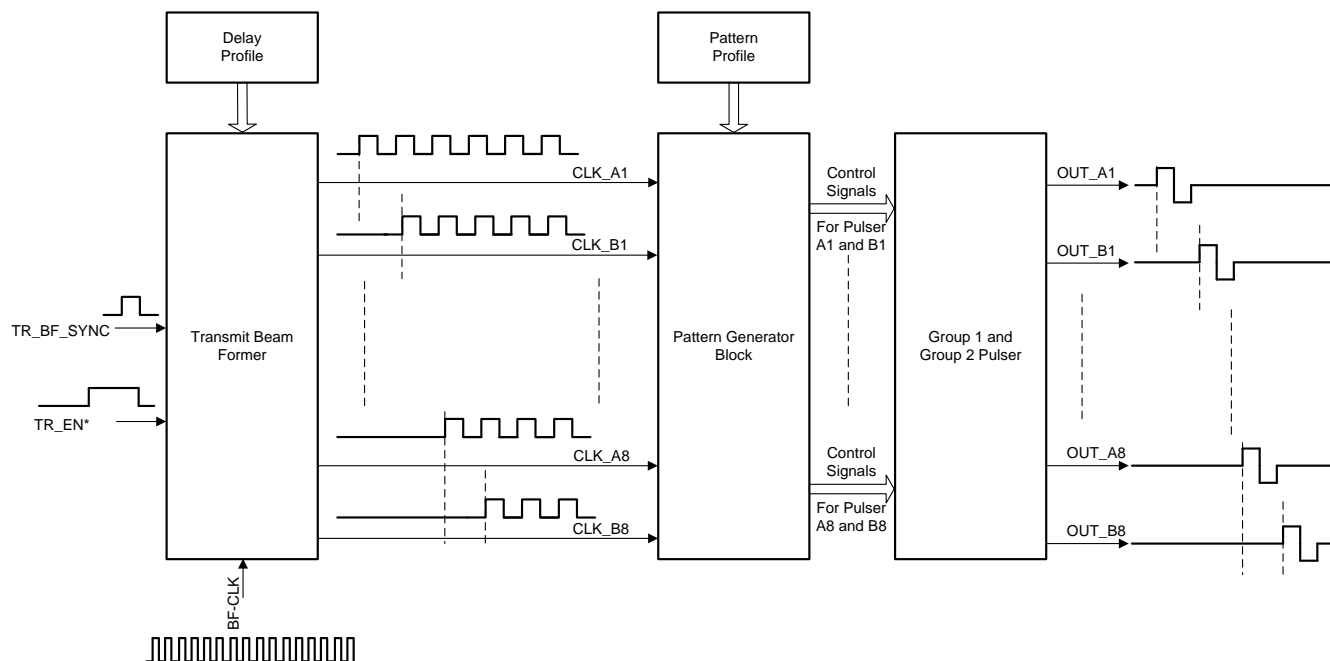 Delay
Profile
Pattern
Profile
CLK_A1
CLK_B1
Control
Signals
For Pulser
A1 and B1
OUT_A1
OUT_B1
TR_BF_SYNC
TR_EN*
Transmit Beam
Former
Pattern Generator
Block
Group 1 and
Group 2 Pulser
CLK_A8
CLK_B8
Control
Signals
For Pulser
A8 and B8
OUT_A8
OUT_B8
BF-CLK